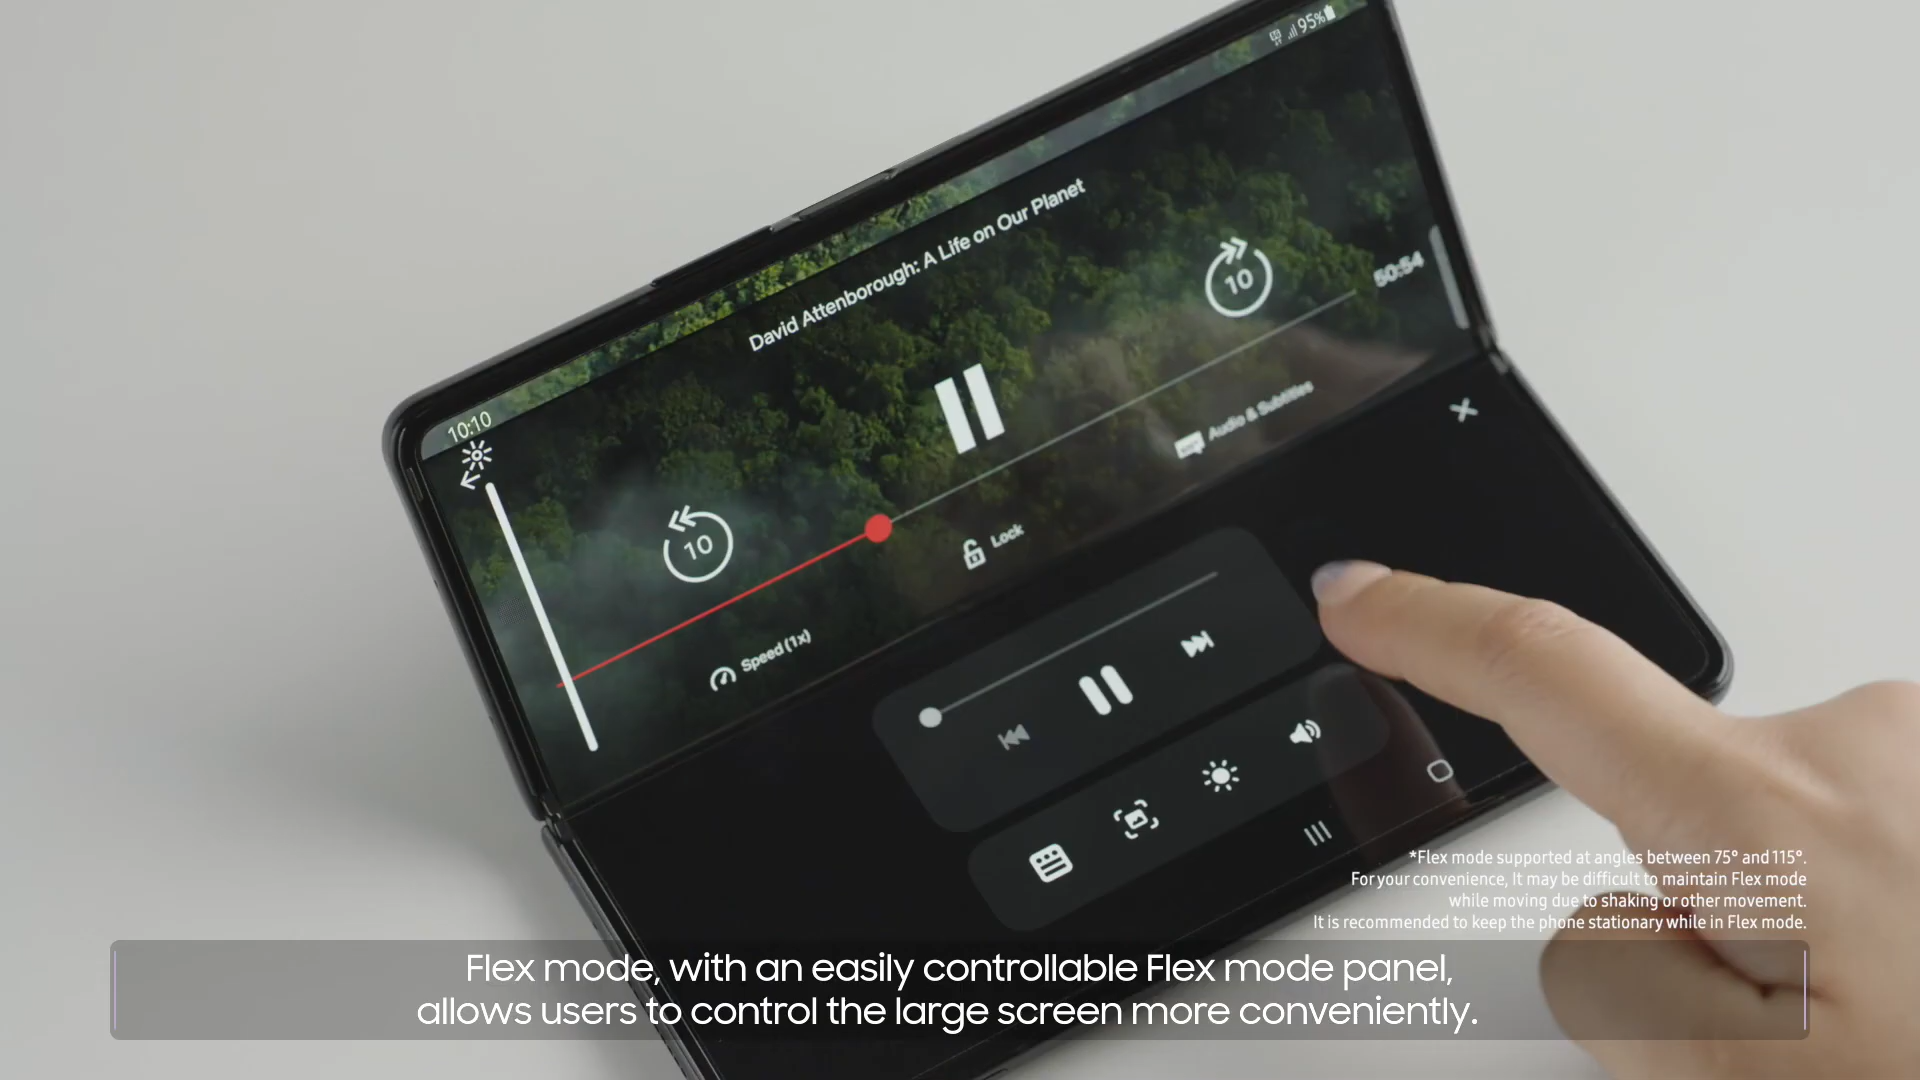 95%
10:10
David Attenborough: A Life on Our Planet
10
50:54
10
Audio & Subtitles
Lock
Speed (1x)
*Flex mode supported at angles between 75° and 115°.
For your convenience, It may be difficult to maintain Flex mode
while moving due to shaking or other movement.
It is recommended to keep the phone stationary while in Flex mode.
Flex mode, with an easily controllable Flex mode panel,
allows users to control the large screen more conveniently.